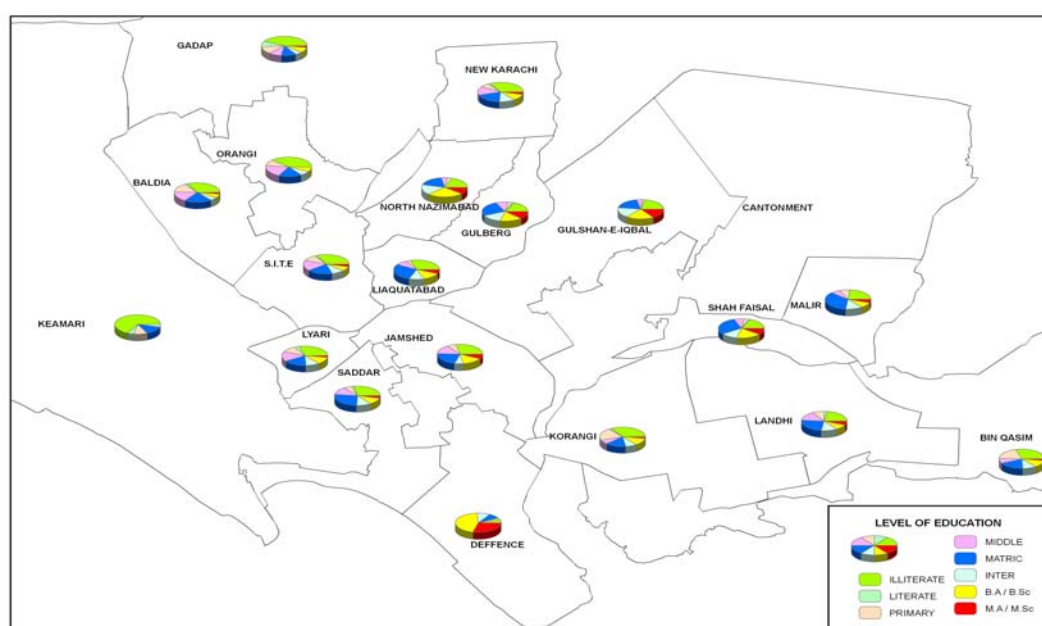 GADAP
NEW KARACHI
ORANGI
BALDIA
NORTH NAZIMABAD
GULBERG
GULSHAN-E-IQBAL
CANTONMENT
S.I.T.E
LIAQUATABAD
KEAMARI
SHAH FAISAL
MALIR
LYARI
JAMSHED
SADDAR
KORANGI
LANDHI
BIN QASIM
DEFFENCE
LEVEL OF EDUCATION
ILLITERATE
LITERATE
PRIMARY
MIDDLE
MATRIC
INTER
B.A / B.Sc
M.A / M.Sc